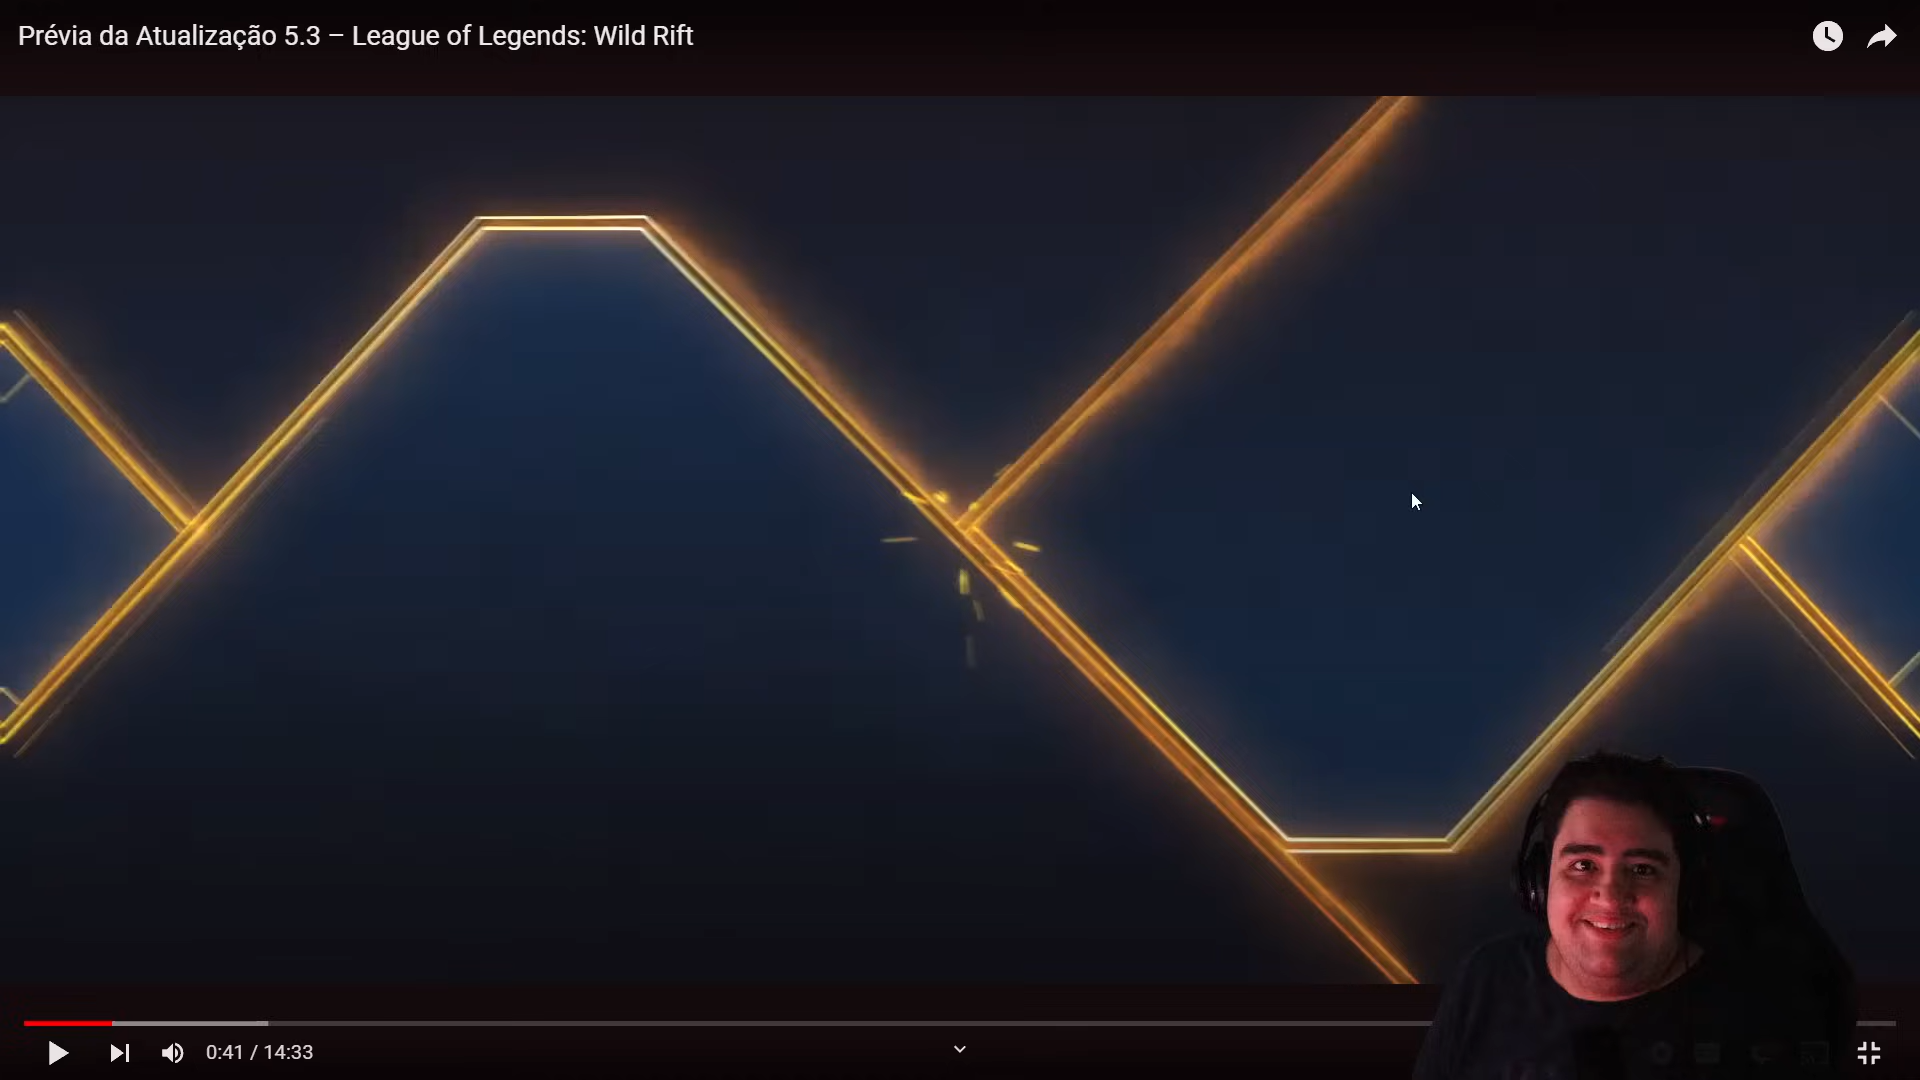 Prévia da Atualização 5.3 – League of Legends: Wild Rift
0:41 / 14:33